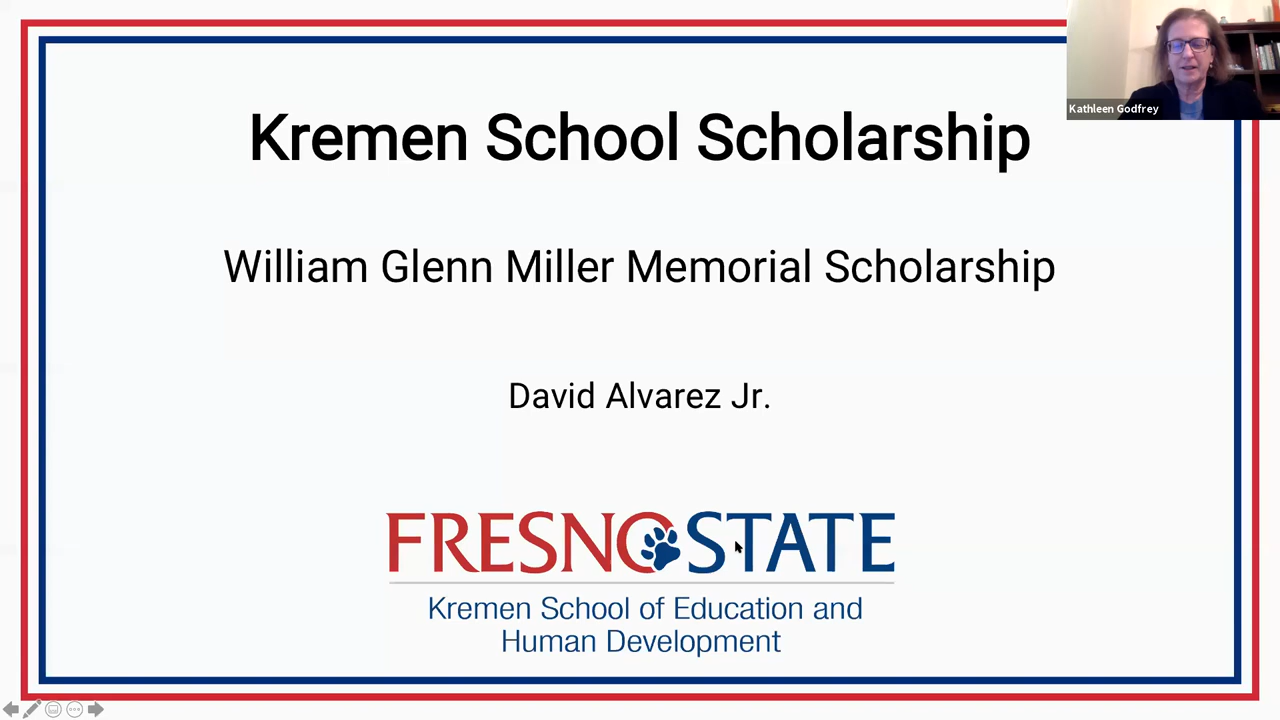 Kathleen Godfrey
Kremen School Scholarship
William Glenn Miller Memorial Scholarship
David Alvarez Jr.
FRESNO STATE
Kremen School of Education and
Human Development